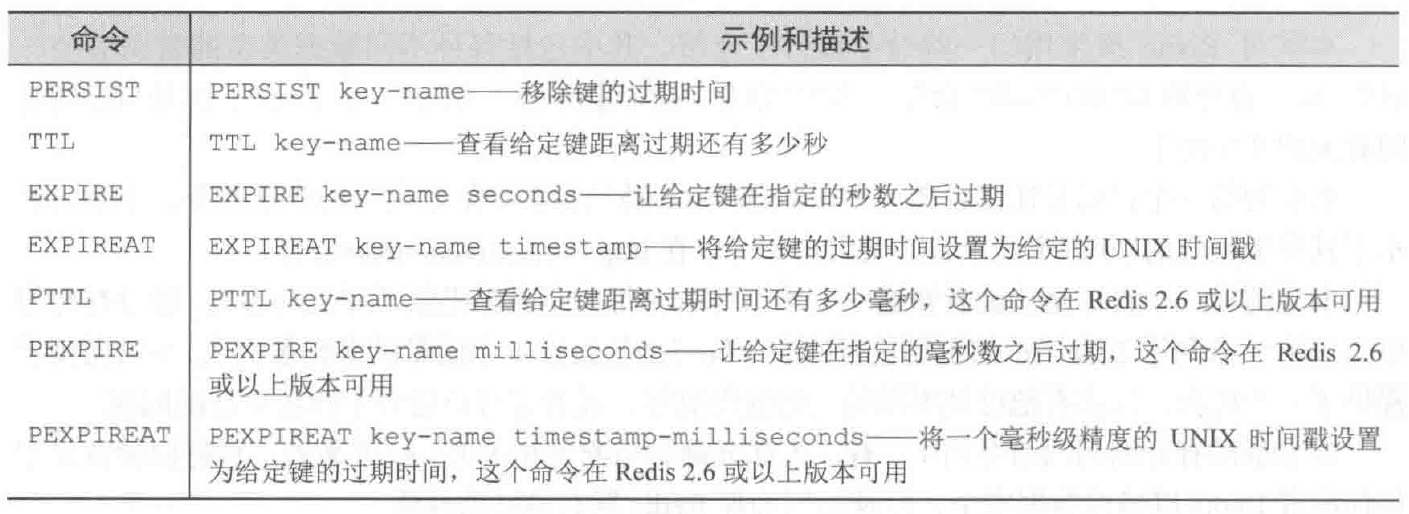 命令 示例和描述
PERSIST PERSIST key-name——移除键的过期时间
TTL TTL key-name——查看给定键距离过期还有多少秒
EXPIRE EXPIRE key-name seconds——让给定键在指定的秒数之后过期
EXPIREAT EXPIREAT key-name timestamp——将给定键的过期时间设置为给定的 UNIX 时间戳
PTTL PTTL key-name——查看给定键距离过期时间还有多少毫秒，这个命令在 Redis 2.6 或以上版本可用
PEXPIRE PEXPIRE key-name milliseconds——让给定键在指定的毫秒数之后过期，这个命令在 Redis 2.6
或以上版本可用
PEXPIREAT PEXPIREAT key-name timestamp-milliseconds——将一个毫秒级精度的 UNIX 时间戳设置
为给定键的过期时间，这个命令在 Redis 2.6 或以上版本可用